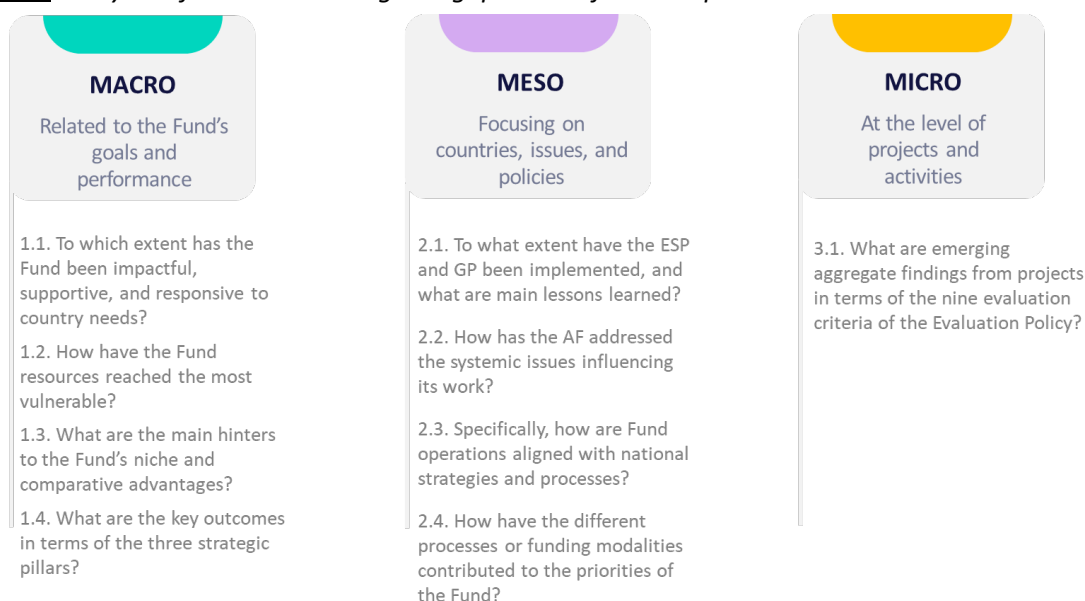 MACRO
Related to the Fund’s
goals and
performance
1.1. To which extent has the
Fund been impactful,
supportive, and responsive to
country needs?
1.2. How have the Fund
resources reached the most
vulnerable?
1.3. What are the main hinters
to the Fund’s niche and
comparative advantages?
1.4. What are the key outcomes
in terms of the three strategic
pillars?
MESO
Focusing on
countries, issues, and
policies
2.1. To what extent have the ESP
and GP been implemented, and
what are main lessons learned?
2.2. How has the AF addressed
the systemic issues influencing
its work?
2.3. Specifically, how are Fund
operations aligned with national
strategies and processes?
2.4. How have the different
processes or funding modalities
contributed to the priorities of
the Fund?
MICRO
At the level of
projects and
activities
3.1. What are emerging
aggregate findings from projects
in terms of the nine evaluation
criteria of the Evaluation Policy?